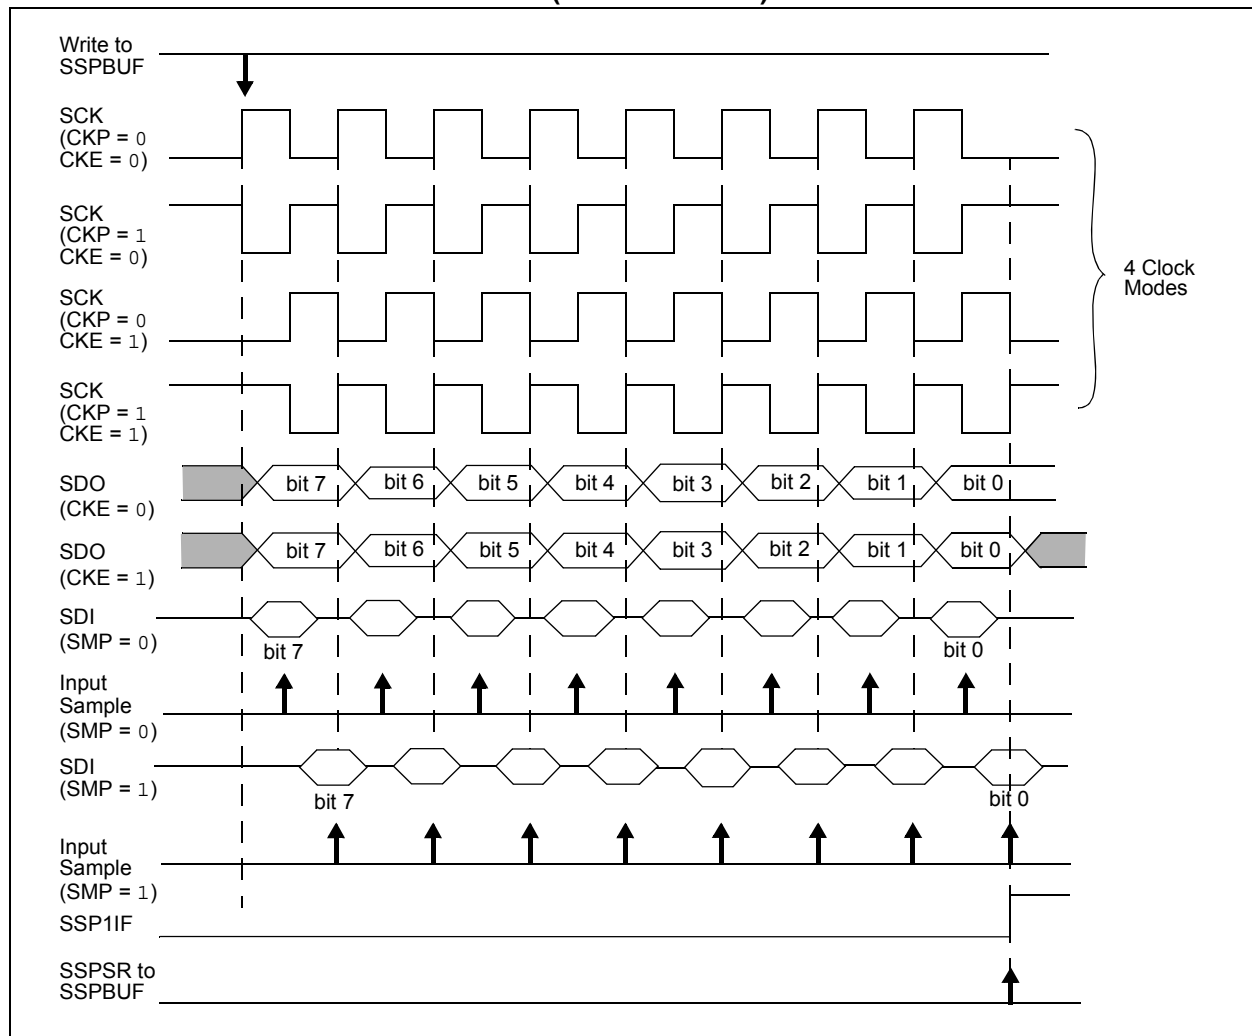 Write to
SSPBUF
SCK
(CKP = 0
CKE = 0)
SCK
(CKP = 1
CKE = 0)
4 Clock
Modes
SCK
(CKP = 0
CKE = 1)
SCK
(CKP = 1
CKE = 1)
SDO
(CKE = 0)
bit 7 bit 6 bit 5 bit 4 bit 3 bit 2 bit 1 bit 0
SDO
(CKE = 1)
bit 7 bit 6 bit 5 bit 4 bit 3 bit 2 bit 1 bit 0
SDI
(SMP = 0)
bit 7 bit 0
Input
Sample
(SMP = 0)
SDI
(SMP = 1)
bit 7 bit 0
Input
Sample
(SMP = 1)
SSP1IF
SSPSR to
SSPBUF